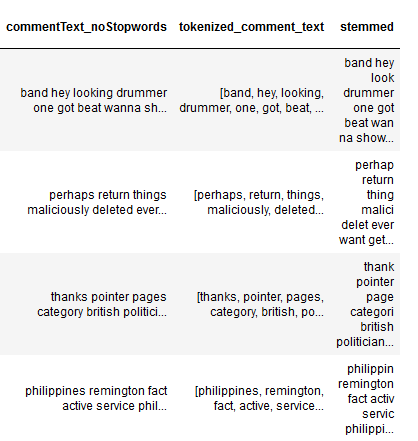 commentText_noStopwords tokenized_comment_text stemmed
band hey looking drummer
one got beat wanna sh...
[band, hey, looking,
drummer, one, got, beat, ...
band hey
look
drummer
one got
beat wan
na show...
perhaps return things
maliciously deleted ever...
[perhaps, return, things,
maliciously, deleted...
perhap
return
thing
malici
delet ever
want get...
thanks pointer pages
category british politici...
[thanks, pointer, pages,
category, british, po...
thank
pointer
page
categori
british
politician...
philippines remington fact
active service phil...
[philippines, remington,
fact, active, service...
philippin
remington
fact activ
servic
philippi...